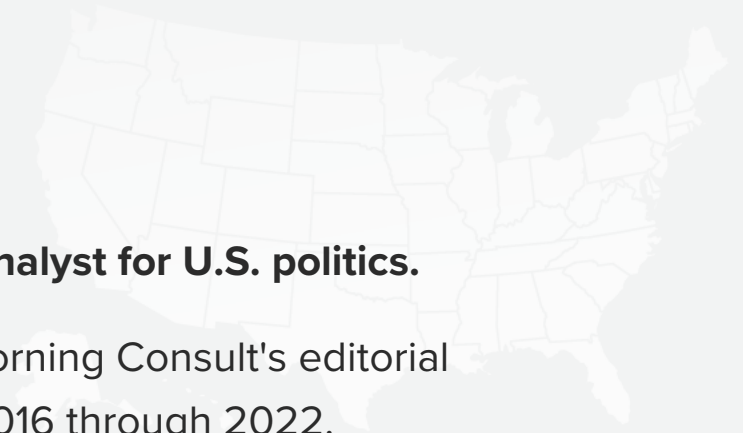 nalyst for U.S. politics.
orning Consult's editorial
016 through 2022.